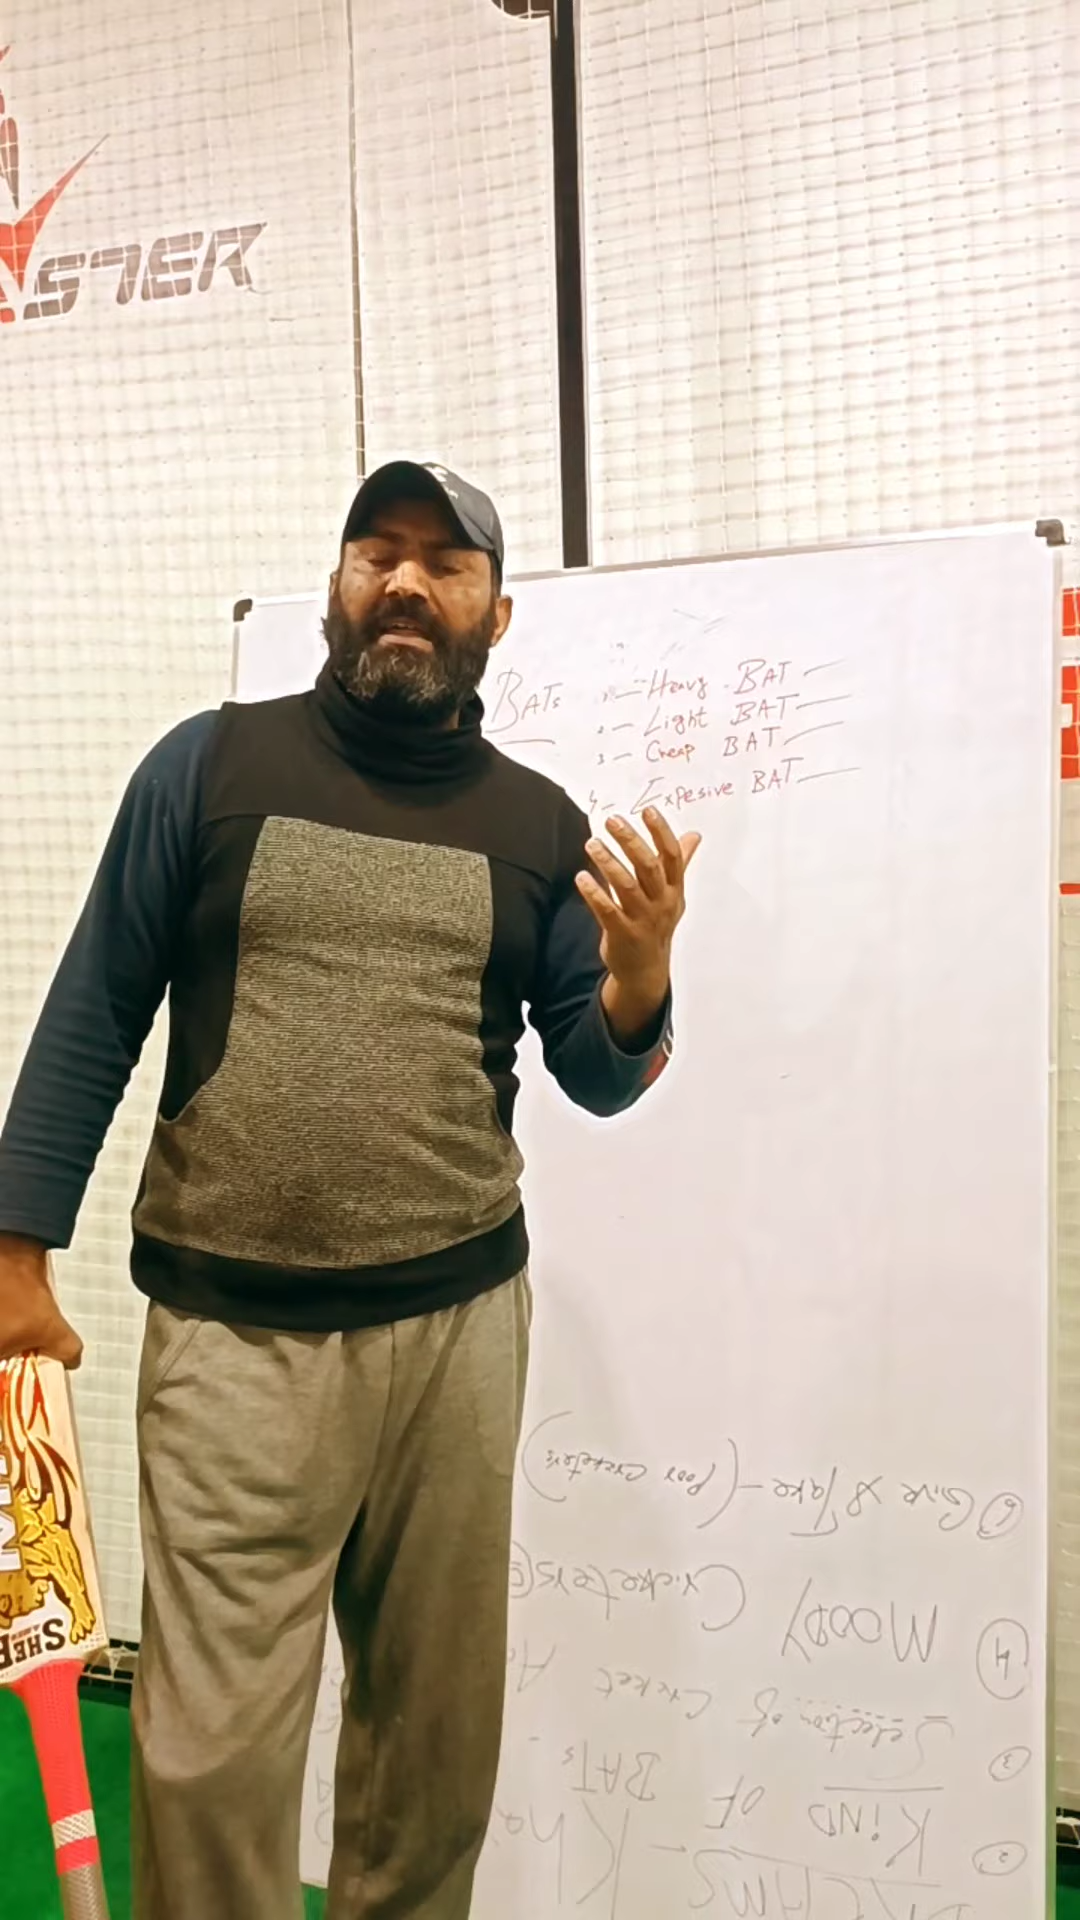 ASTER
BATs
1 - Heavy BAT
2 - Light BAT
3 - Cheap BAT
4 - Expesive BAT
6 Give & Take - (poor cricketers)
4 MOODY Cricketers
3 Selection of Cricket
2 KIND OF BATs
SHER